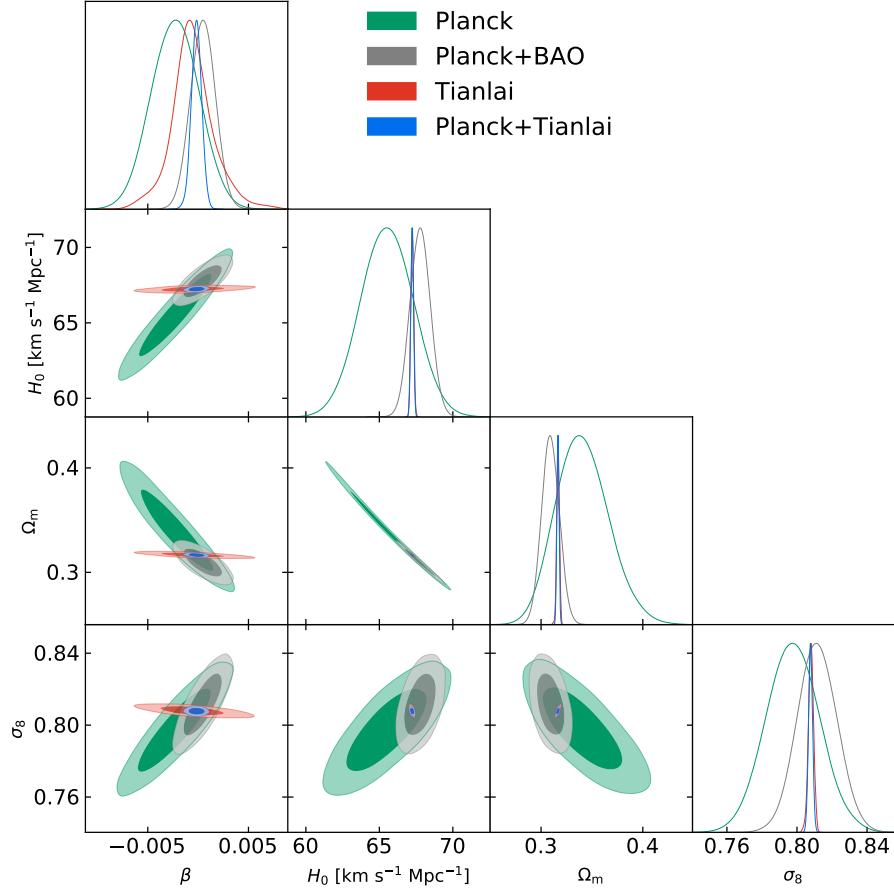 Planck
Planck+BAO
Tianlai
Planck+Tianlai
70
65
60
H₀ [km s⁻¹ Mpc⁻¹]
0.4
0.3
Ωₘ
0.84
0.80
0.76
σ₈
−0.005 0.005
60 65 70
0.3 0.4
0.76 0.80 0.84
β
H₀ [km s⁻¹ Mpc⁻¹]
Ωₘ
σ₈